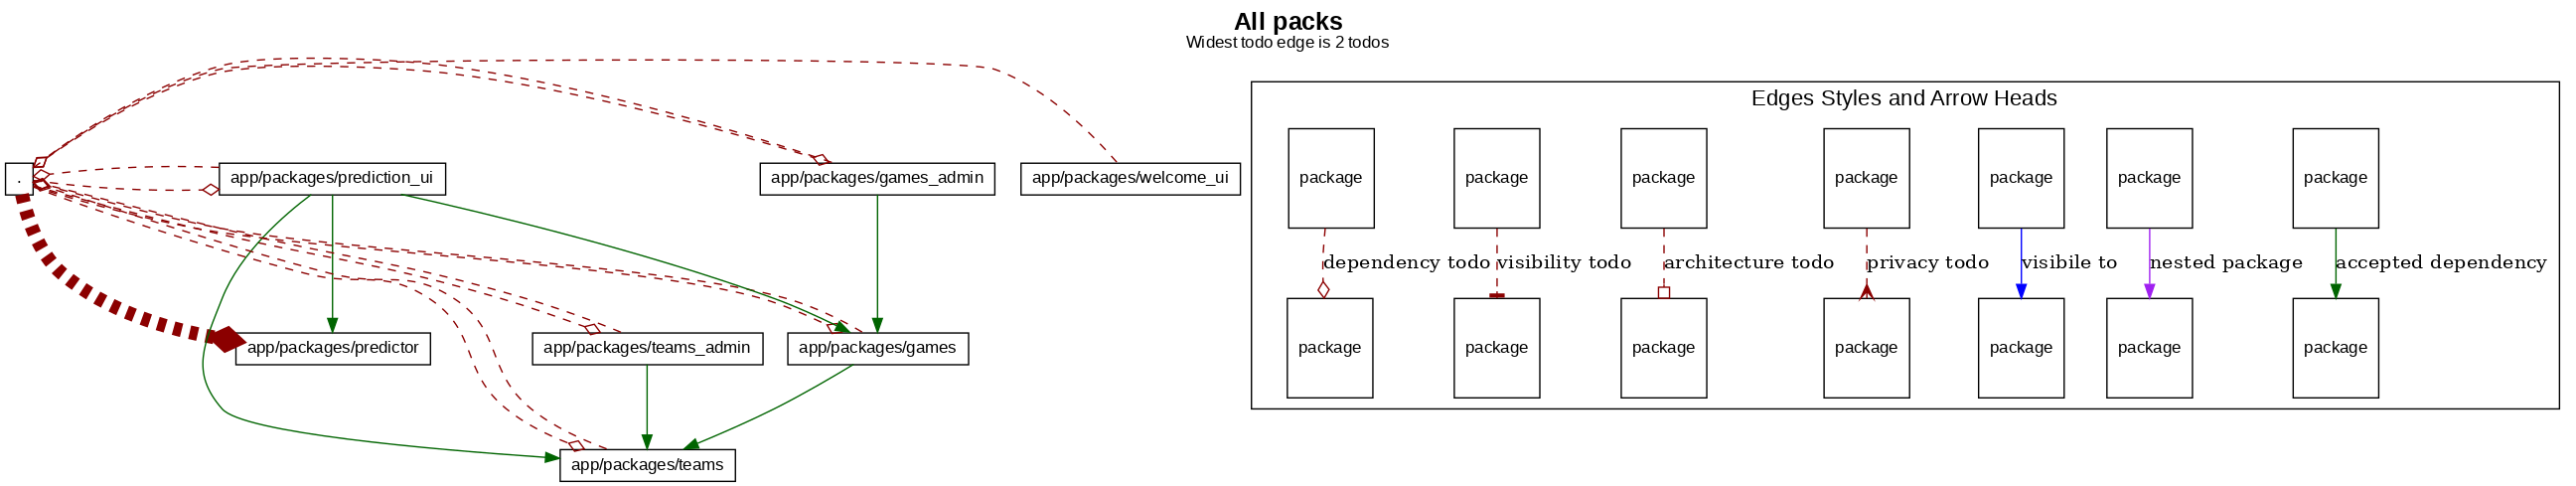 All packs
Widest todo edge is 2 todos
.
app/packages/prediction_ui
app/packages/games_admin
app/packages/welcome_ui
app/packages/predictor
app/packages/teams_admin
app/packages/games
app/packages/teams
Edges Styles and Arrow Heads
package
package
package
package
package
package
package
dependency todo
visibility todo
architecture todo
privacy todo
visibile to
nested package
accepted dependency
package
package
package
package
package
package
package